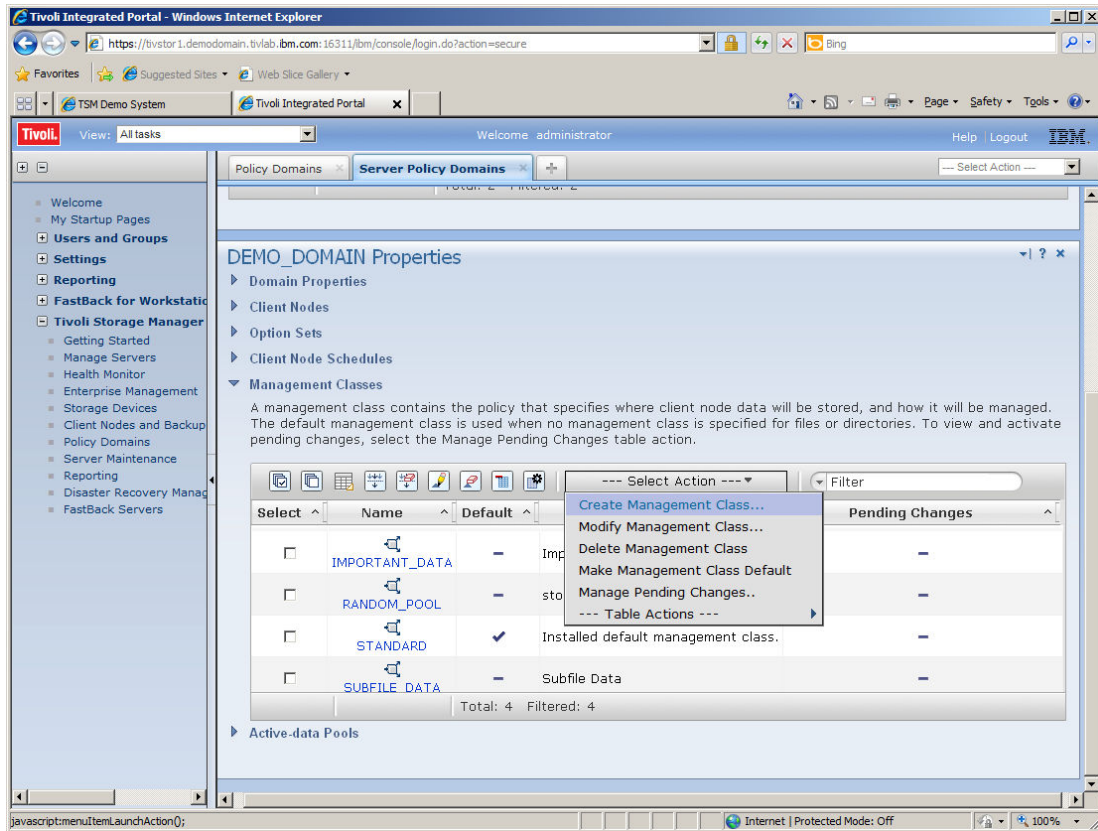 Tivoli Integrated Portal - Windows Internet Explorer
https://tivstor1.demodomain.tivlab.ibm.com:16311/ibm/console/login.do?action=secure
Bing
Favorites Suggested Sites Web Slice Gallery
TSM Demo System Tivoli Integrated Portal x Page Safety Tools
Tivoli. View: All tasks Welcome administrator Help Logout IBM.
Policy Domains Server Policy Domains --- Select Action ---
Total: 2 Filtered: 2
Welcome
My Startup Pages
Users and Groups
Settings
Reporting
FastBack for Workstatio
Tivoli Storage Manager
Getting Started
Manage Servers
Health Monitor
Enterprise Management
Storage Devices
Client Nodes and Backup
Policy Domains
Server Maintenance
Reporting
Disaster Recovery Manag
FastBack Servers
DEMO_DOMAIN Properties
Domain Properties
Client Nodes
Option Sets
Client Node Schedules
Management Classes
A management class contains the policy that specifies where client node data will be stored, and how it will be managed.
The default management class is used when no management class is specified for files or directories. To view and activate
pending changes, select the Manage Pending Changes table action.
--- Select Action --- Filter
Select Name Default Pending Changes
Create Management Class...
Modify Management Class...
Delete Management Class
Make Management Class Default
Manage Pending Changes..
--- Table Actions ---
IMPORTANT_DATA – Imp –
RANDOM_POOL – sto –
STANDARD Installed default management class. –
SUBFILE_DATA – Subfile Data –
Total: 4 Filtered: 4
Active-data Pools
javascript:menuItemLaunchAction(); Internet | Protected Mode: Off 100%